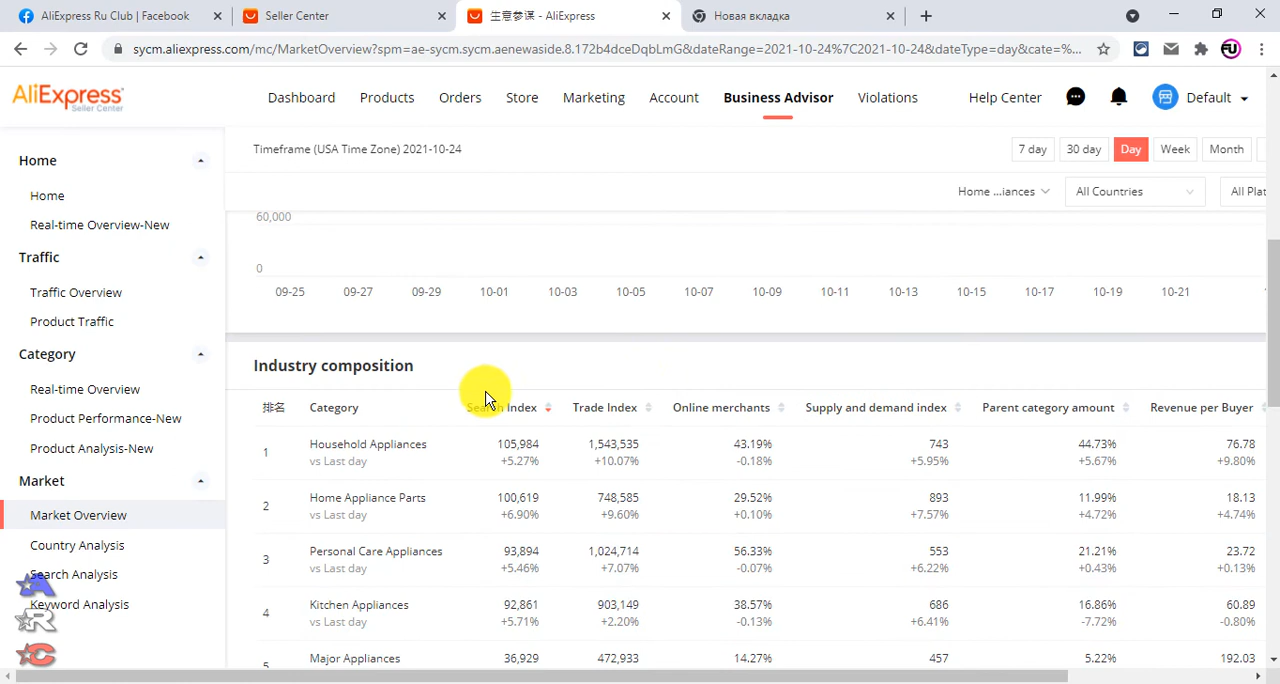 AliExpress Ru Club | Facebook
Seller Center
生意参谋 - AliExpress
Новая вкладка
sycm.aliexpress.com/mc/MarketOverview?spm=ae-sycm.sycm.aenewaside.8.172b4dceDqbLmG&dateRange=2021-10-24%7C2021-10-24&dateType=day&cate=%...
AliExpress
Seller Center
Dashboard Products Orders Store Marketing Account Business Advisor Violations Help Center Default
Home
Home
Real-time Overview-New
Traffic
Traffic Overview
Product Traffic
Category
Real-time Overview
Product Performance-New
Product Analysis-New
Market
Market Overview
Country Analysis
Search Analysis
Keyword Analysis
A
R
C
Timeframe (USA Time Zone) 2021-10-24
7 day 30 day Day Week Month
Home ...iances All Countries All Plat
60,000
0
09-25 09-27 09-29 10-01 10-03 10-05 10-07 10-09 10-11 10-13 10-15 10-17 10-19 10-21
Industry composition
排名 Category Search Index Trade Index Online merchants Supply and demand index Parent category amount Revenue per Buyer
1 Household Appliances 105,984 1,543,535 43.19% 743 44.73% 76.78
vs Last day +5.27% +10.07% -0.18% +5.95% +5.67% +9.80%
2 Home Appliance Parts 100,619 748,585 29.52% 893 11.99% 18.13
vs Last day +6.90% +9.60% +0.10% +7.57% +4.72% +4.74%
3 Personal Care Appliances 93,894 1,024,714 56.33% 553 21.21% 23.72
vs Last day +5.46% +7.07% -0.07% +6.22% +0.43% +0.13%
4 Kitchen Appliances 92,861 903,149 38.57% 686 16.86% 60.89
vs Last day +5.71% +2.20% -0.13% +6.41% -7.72% -0.80%
5 Major Appliances 36,929 472,933 14.27% 457 5.22% 192.03